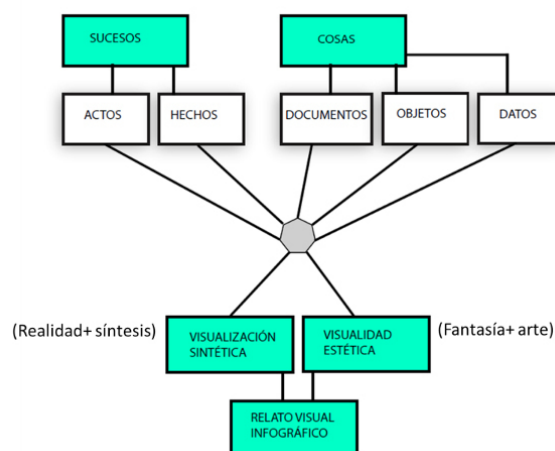 SUCESOS
COSAS
ACTOS
HECHOS
DOCUMENTOS
OBJETOS
DATOS
(Realidad+ síntesis)
VISUALIZACIÓN
SINTÉTICA
VISUALIDAD
ESTÉTICA
(Fantasía+ arte)
RELATO VISUAL
INFOGRÁFICO